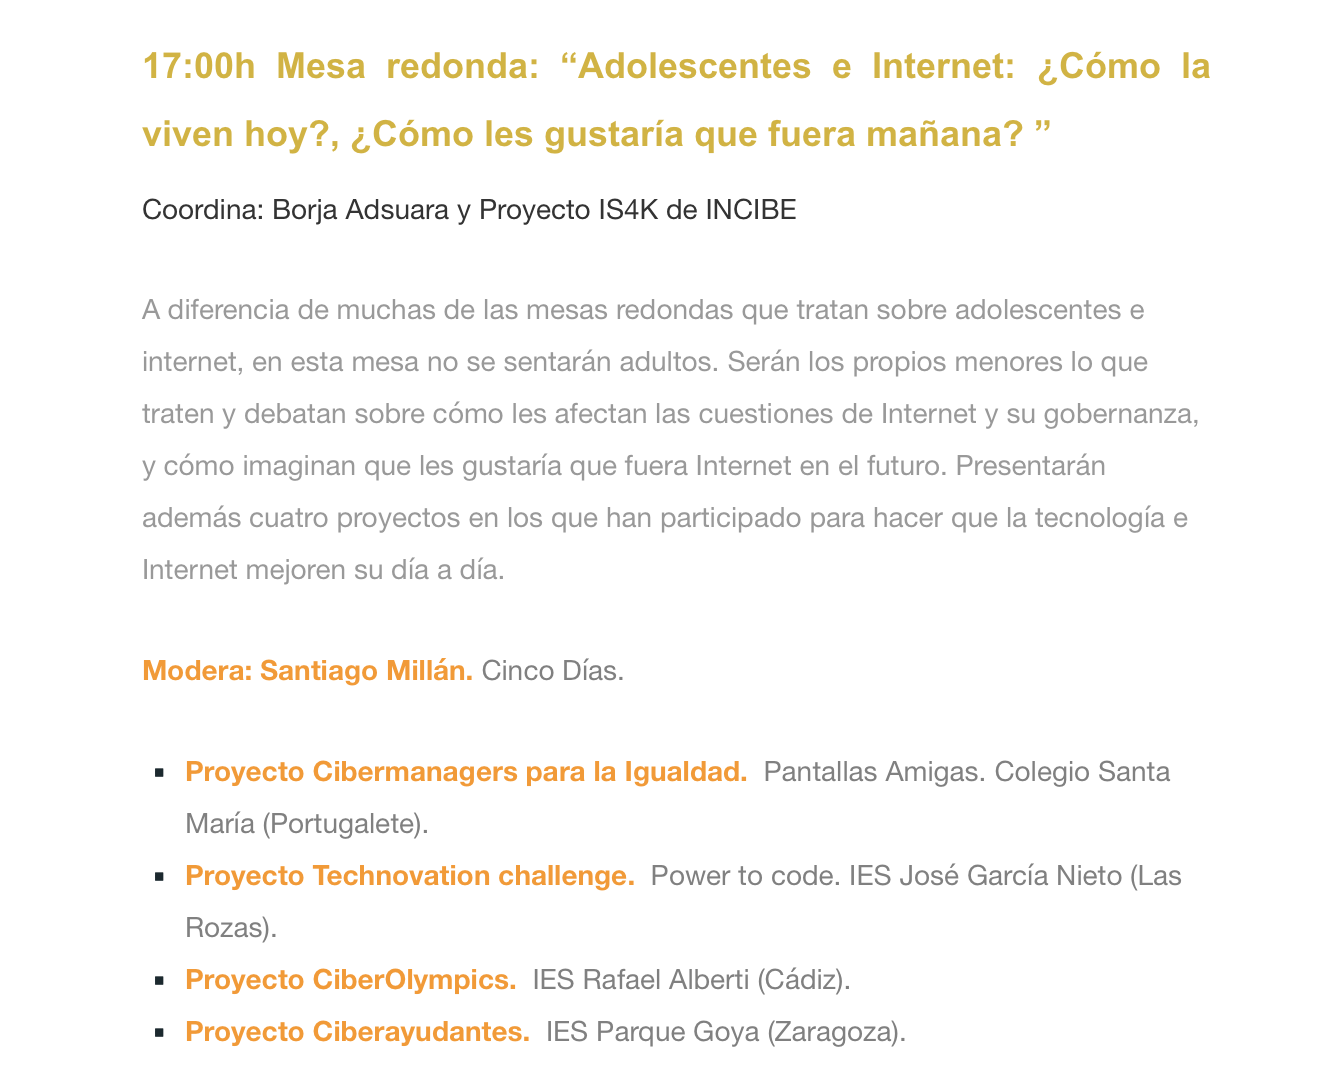 17:00h Mesa redonda: “Adolescentes e Internet: ¿Cómo la
viven hoy?, ¿Cómo les gustaría que fuera mañana? ”
Coordina: Borja Adsuara y Proyecto IS4K de INCIBE
A diferencia de muchas de las mesas redondas que tratan sobre adolescentes e
internet, en esta mesa no se sentarán adultos. Serán los propios menores lo que
traten y debatan sobre cómo les afectan las cuestiones de Internet y su gobernanza,
y cómo imaginan que les gustaría que fuera Internet en el futuro. Presentarán
además cuatro proyectos en los que han participado para hacer que la tecnología e
Internet mejoren su día a día.
Modera: Santiago Millán. Cinco Días.
▪ Proyecto Cibermanagers para la Igualdad. Pantallas Amigas. Colegio Santa
María (Portugalete).
▪ Proyecto Technovation challenge. Power to code. IES José García Nieto (Las
Rozas).
▪ Proyecto CiberOlympics. IES Rafael Alberti (Cádiz).
▪ Proyecto Ciberayudantes. IES Parque Goya (Zaragoza).